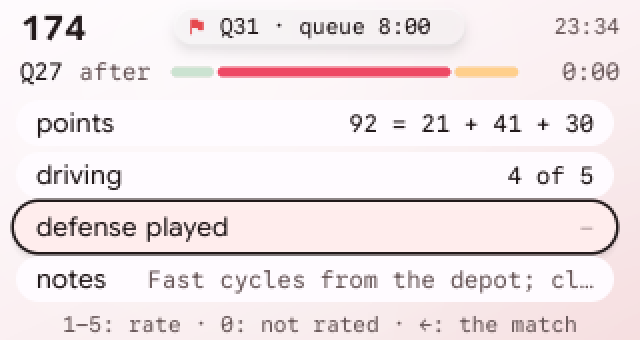 174 Q31 · queue 8:00 23:34
Q27 after 0:00
points 92 = 21 + 41 + 30
driving 4 of 5
defense played –
notes Fast cycles from the depot; cl…
1–5: rate · 0: not rated · ←: the match